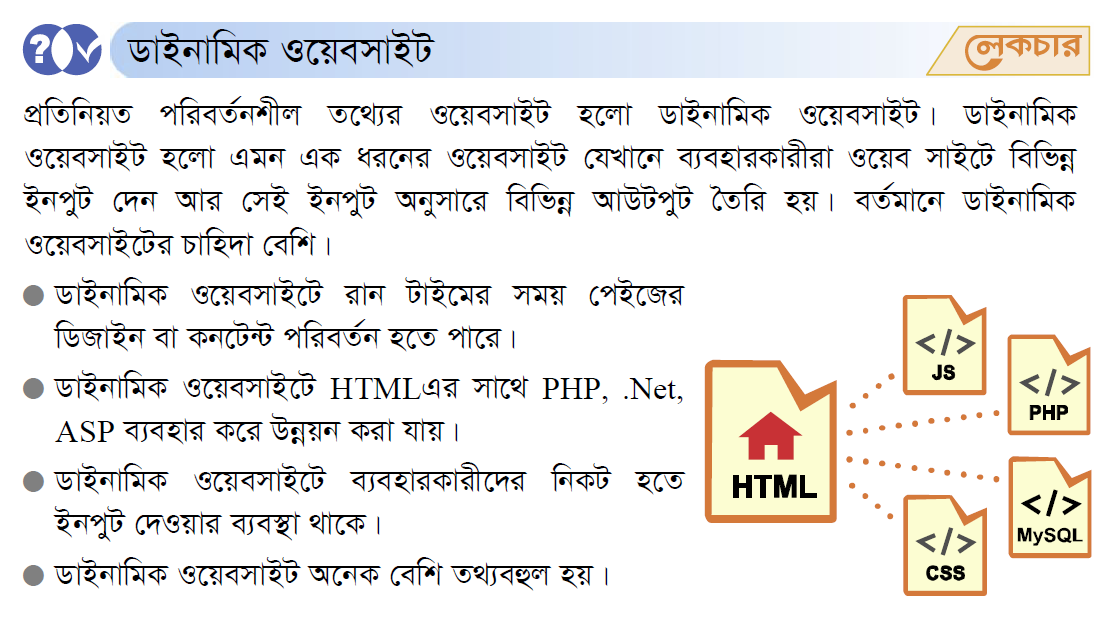 ?
ডাইনামিক ওয়েবসাইট
লেকচার
প্রতিনিয়ত পরিবর্তনশীল তথ্যের ওয়েবসাইট হলো ডাইনামিক ওয়েবসাইট। ডাইনামিক
ওয়েবসাইট হলো এমন এক ধরনের ওয়েবসাইট যেখানে ব্যবহারকারীরা ওয়েব সাইটে বিভিন্ন
ইনপুট দেন আর সেই ইনপুট অনুসারে বিভিন্ন আউটপুট তৈরি হয়। বর্তমানে ডাইনামিক
ওয়েবসাইটের চাহিদা বেশি।
ডাইনামিক ওয়েবসাইটে রান টাইমের সময় পেইজের
ডিজাইন বা কনটেন্ট পরিবর্তন হতে পারে।
ডাইনামিক ওয়েবসাইটে HTMLএর সাথে PHP, .Net,
ASP ব্যবহার করে উন্নয়ন করা যায়।
ডাইনামিক ওয়েবসাইটে ব্যবহারকারীদের নিকট হতে
ইনপুট দেওয়ার ব্যবস্থা থাকে।
ডাইনামিক ওয়েবসাইট অনেক বেশি তথ্যবহুল হয়।
HTML
</>
JS
</>
PHP
</>
MySQL
</>
CSS